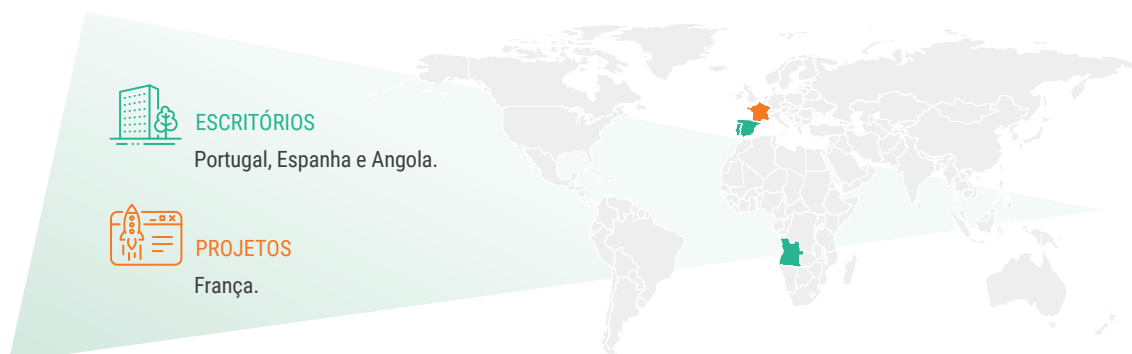 ESCRITÓRIOS
Portugal, Espanha e Angola.
PROJETOS
França.